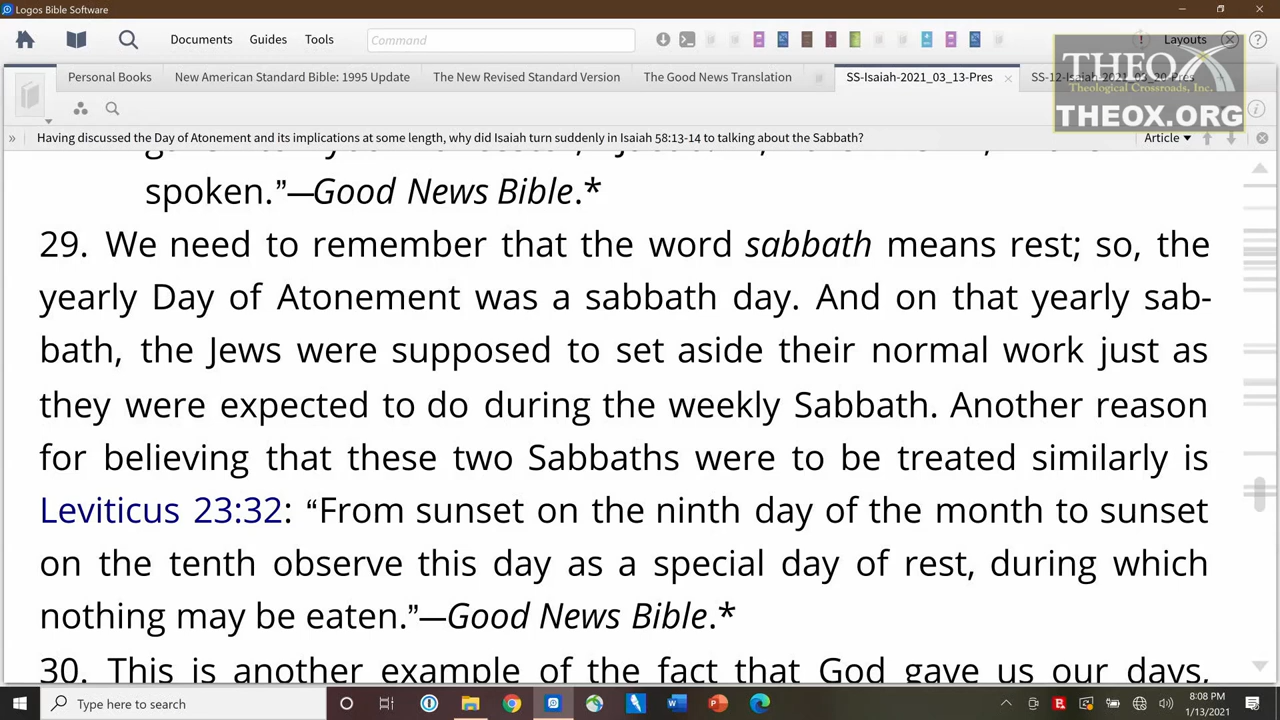 Logos Bible Software
Documents Guides Tools Command Layouts
Personal Books New American Standard Bible: 1995 Upda The New Revised Standard Version The Good News Translation SS-Isaiah-2021_03_13-Pres SS-12-Isaiah-2021_03_20-Pres
THEO
Theological Crossroads, Inc.
THEOX.ORG
» Having discussed the Day of Atonement and its implications at some length, why did Isaiah turn suddenly in Isaiah 58:13-14 to talking about the Sabbath? Article
spoken.”—Good News Bible.*
29. We need to remember that the word sabbath means rest; so, the
yearly Day of Atonement was a sabbath day. And on that yearly sab-
bath, the Jews were supposed to set aside their normal work just as
they were expected to do during the weekly Sabbath. Another reason
for believing that these two Sabbaths were to be treated similarly is
Leviticus 23:32: “From sunset on the ninth day of the month to sunset
on the tenth observe this day as a special day of rest, during which
nothing may be eaten.”—Good News Bible.*
30. This is another example of the fact that God gave us our days,
Type here to search
8:08 PM
1/13/2021